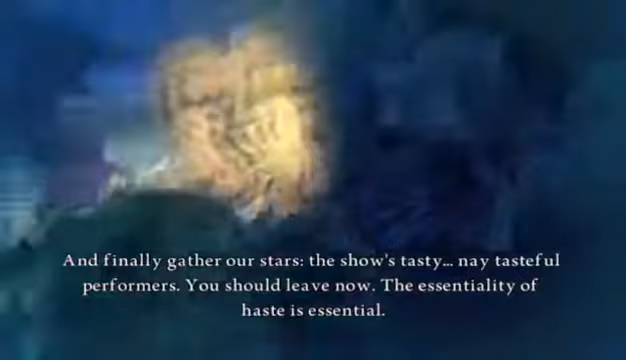 And finally gather our stars: the show's tasty... nay tasteful
performers. You should leave now. The essentiality of
haste is essential.